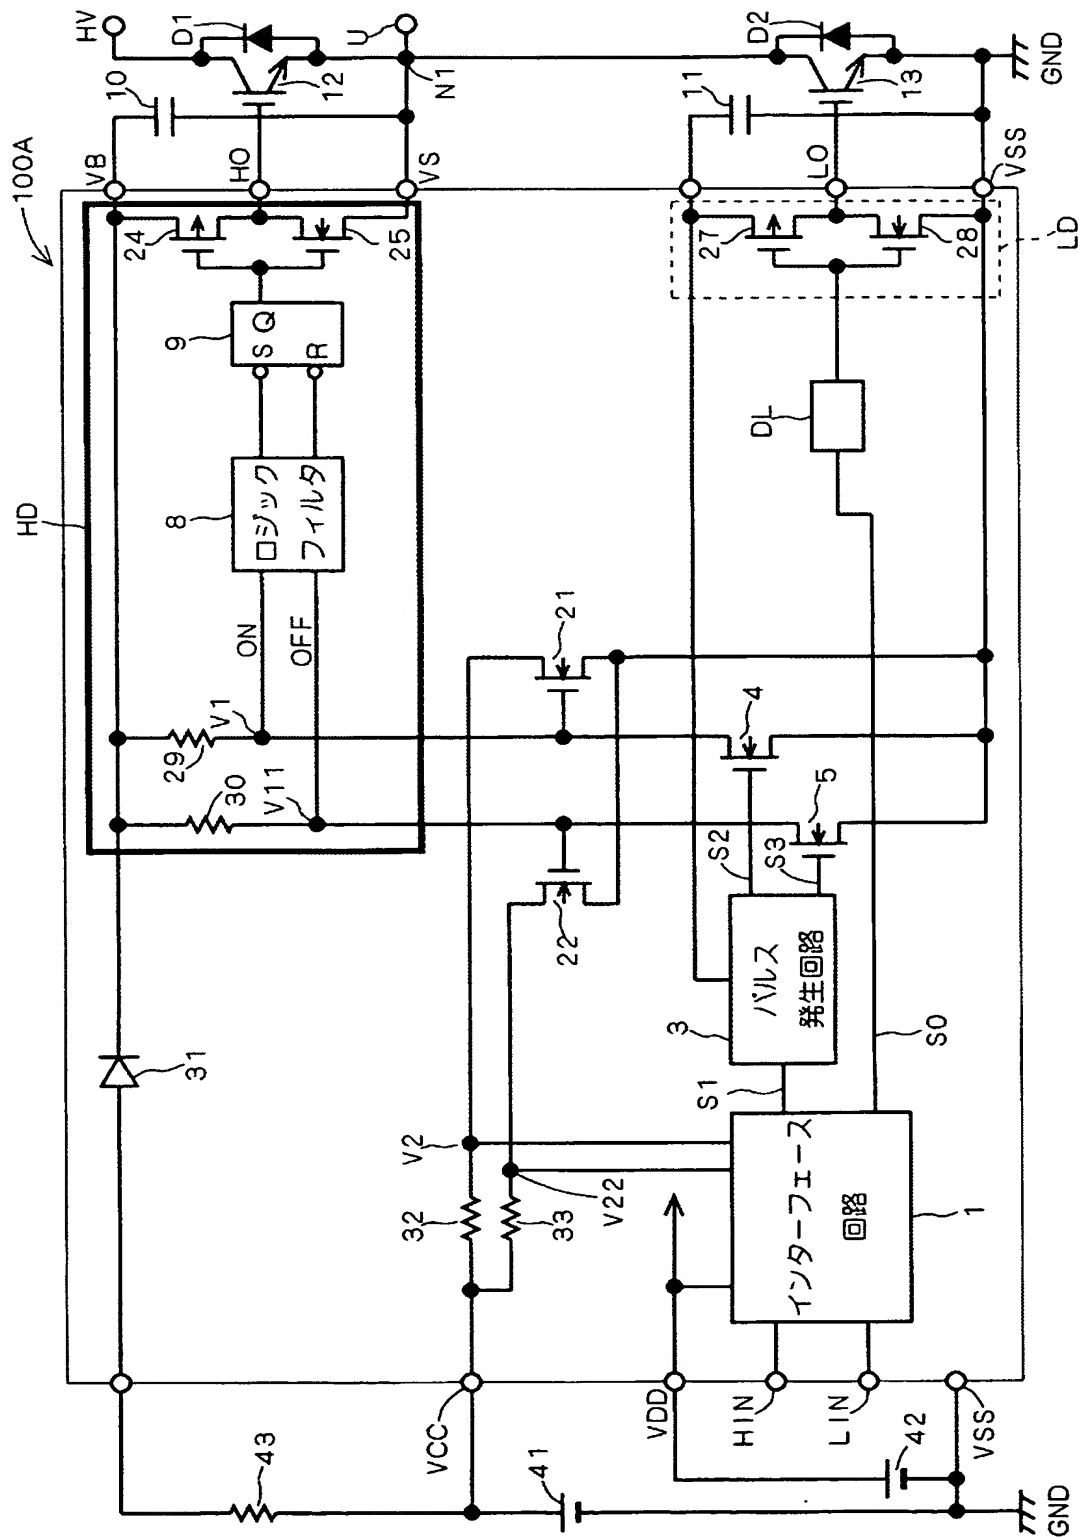 100A
HD
HV
D1
U
10
12
N1
VB
HO
VS
24
25
9
S Q
R
8
ロジック
フィルタ
ON
OFF
V1
29
30
V11
31
21
22
4
5
S2
S3
3
パルス
発生回路
S1
S0
V2
32
33
V22
インターフェース
回路
1
D2
11
13
GND
LO
VSS
27
28
LD
DL
43
VCC
41
VDD
HIN
LIN
42
VSS
GND